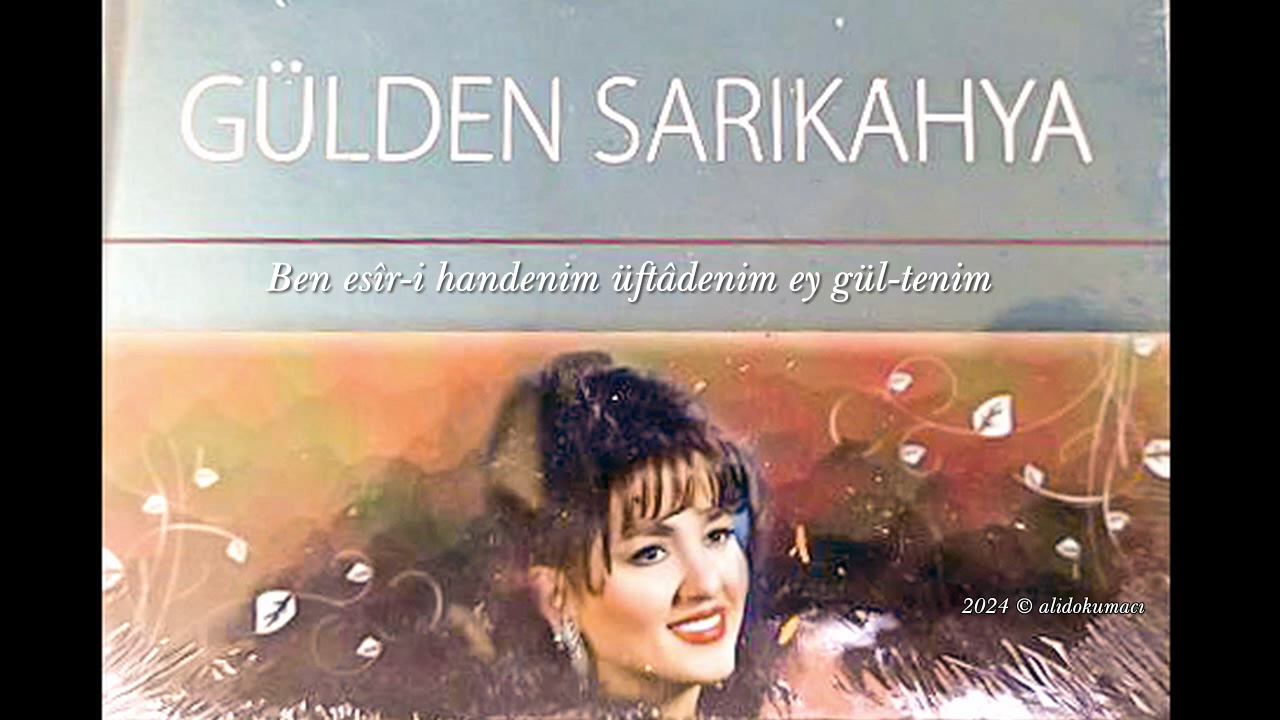 GÜLDEN SARIKAHYA
Ben esîr-i handenim üftâdenim ey gül-tenim
2024 © alidokumacı